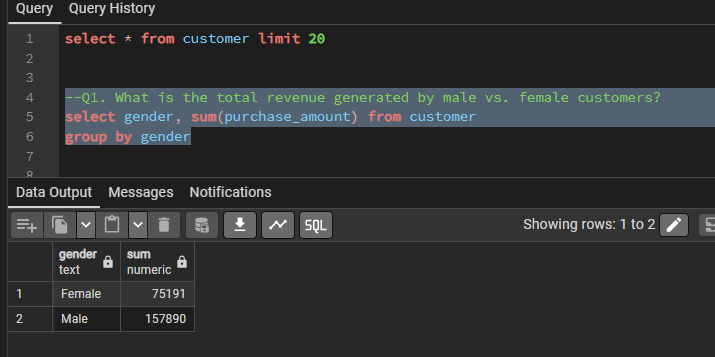 Query Query History
1 select * from customer limit 20
2
3
4 --Q1. What is the total revenue generated by male vs. female customers?
5 select gender, sum(purchase_amount) from customer
6 group by gender
7
8
Data Output Messages Notifications
SQL Showing rows: 1 to 2
gender sum
text numeric
1 Female 75191
2 Male 157890